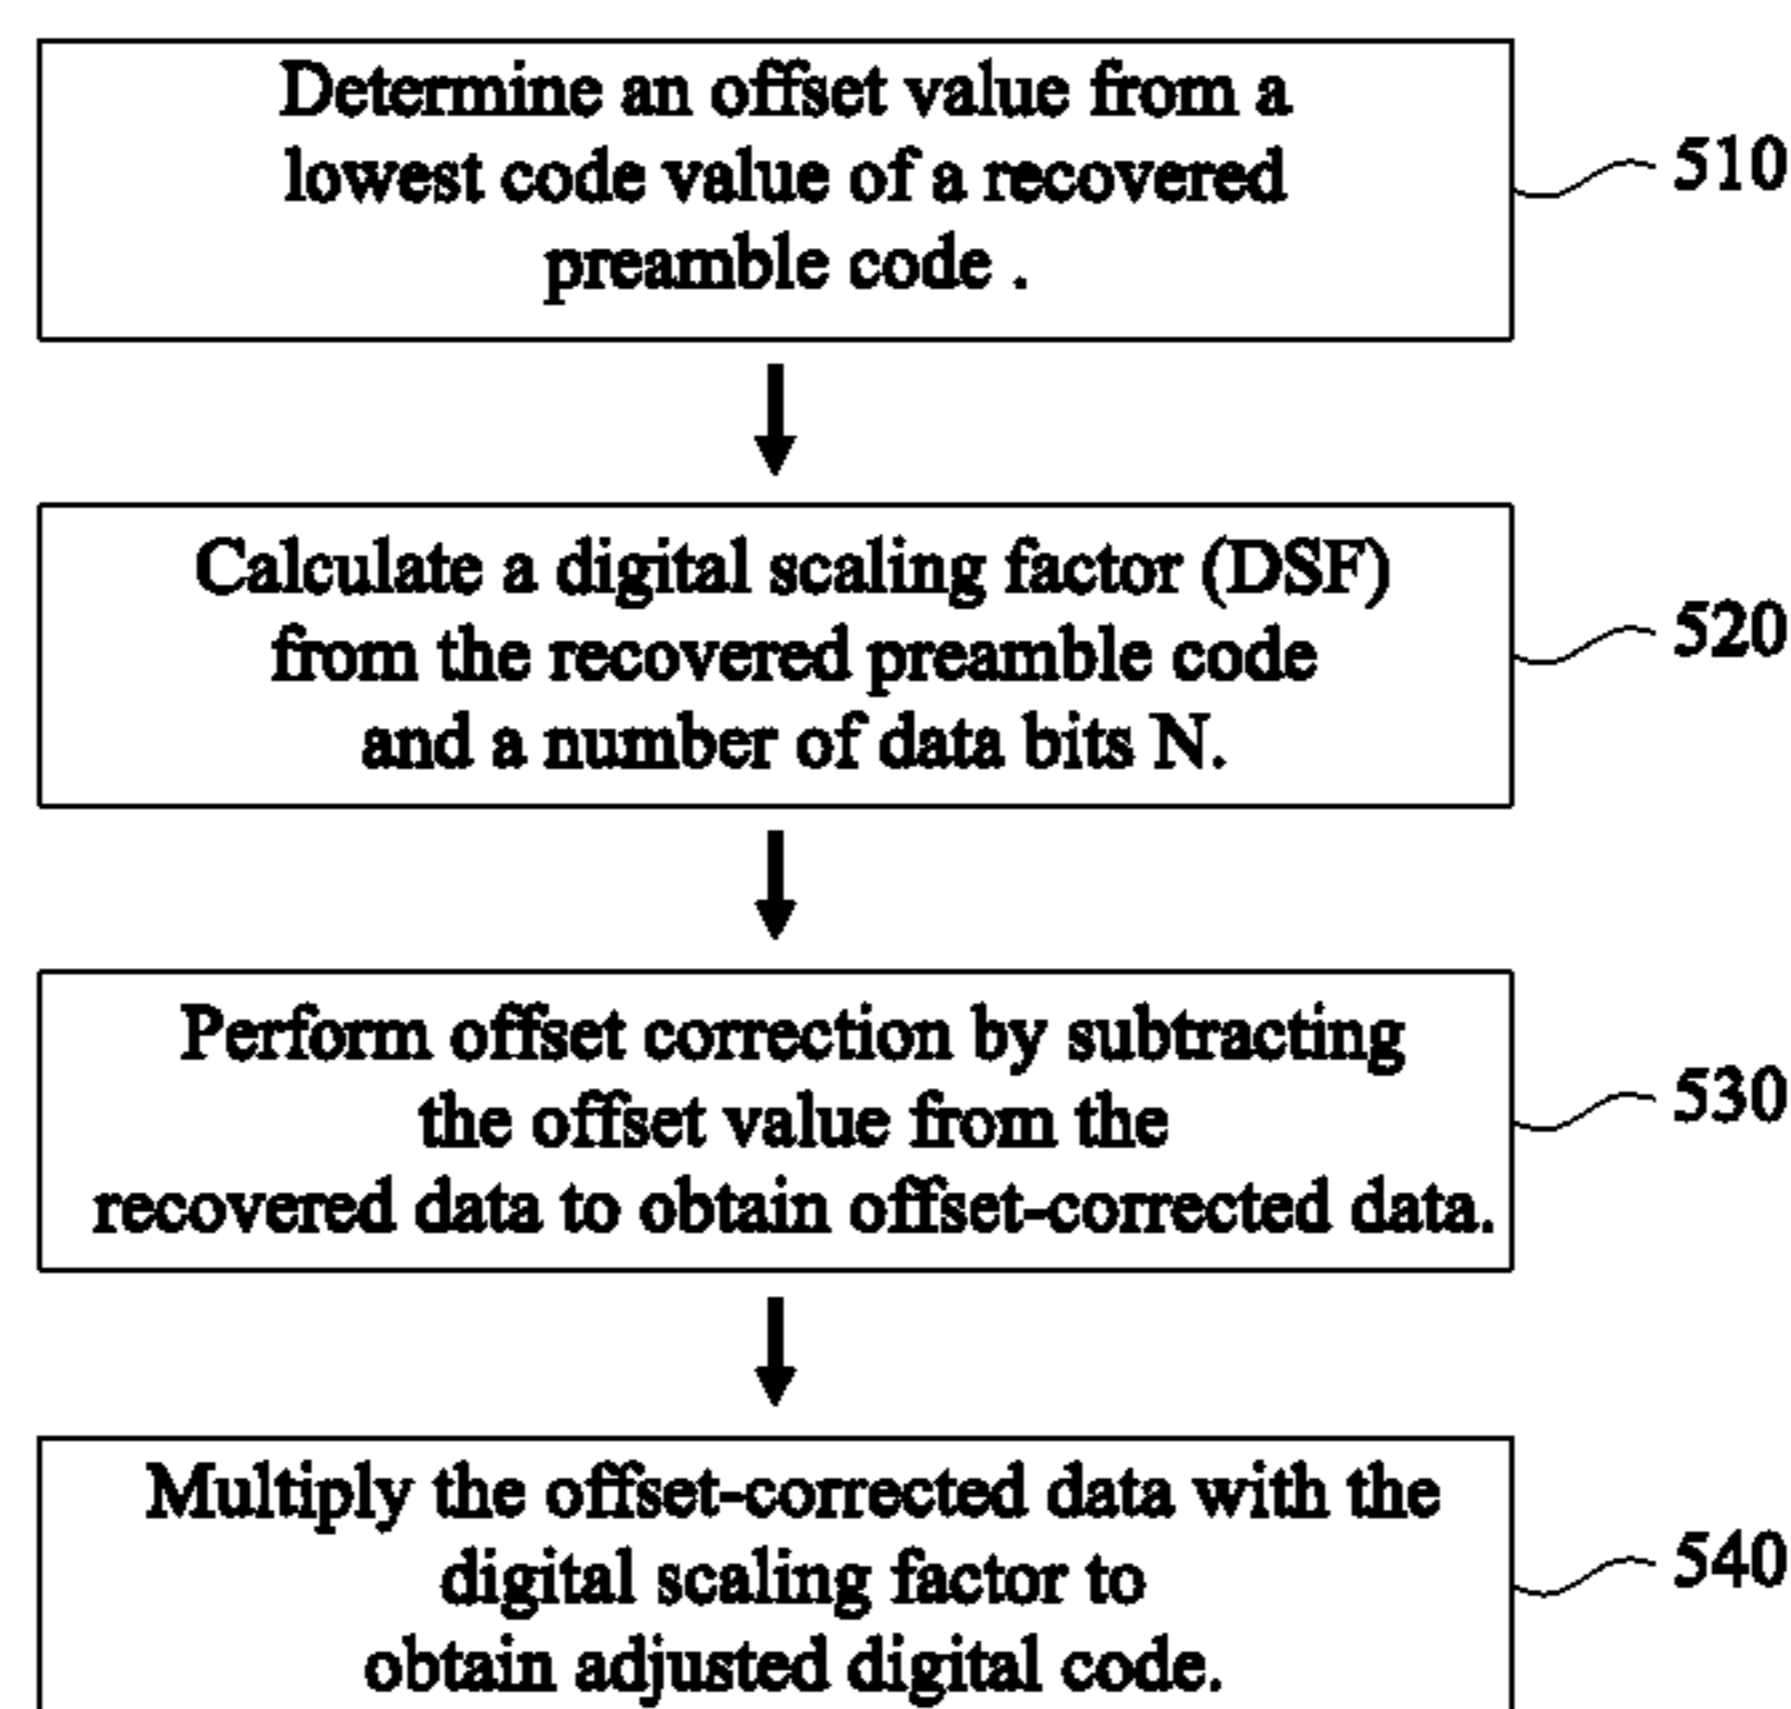 Determine an offset value from a
lowest code value of a recovered
preamble code .
510
Calculate a digital scaling factor (DSF)
from the recovered preamble code
and a number of data bits N.
520
Perform offset correction by subtracting
the offset value from the
recovered data to obtain offset-corrected data.
530
Multiply the offset-corrected data with the
digital scaling factor to
obtain adjusted digital code.
540